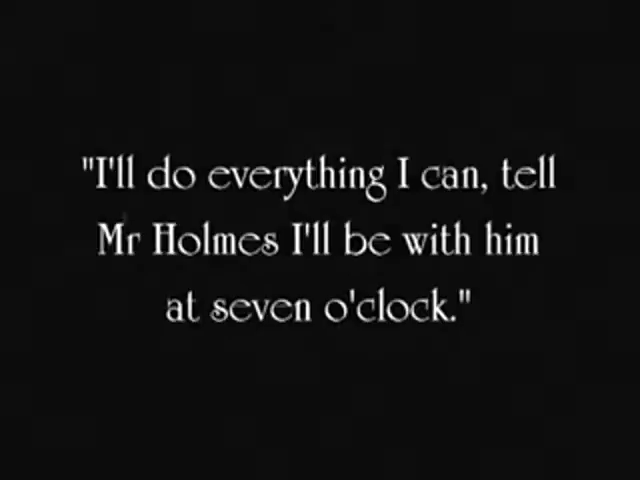 "I'll do everything I can, tell
Mr Holmes I'll be with him
at seven o'clock."